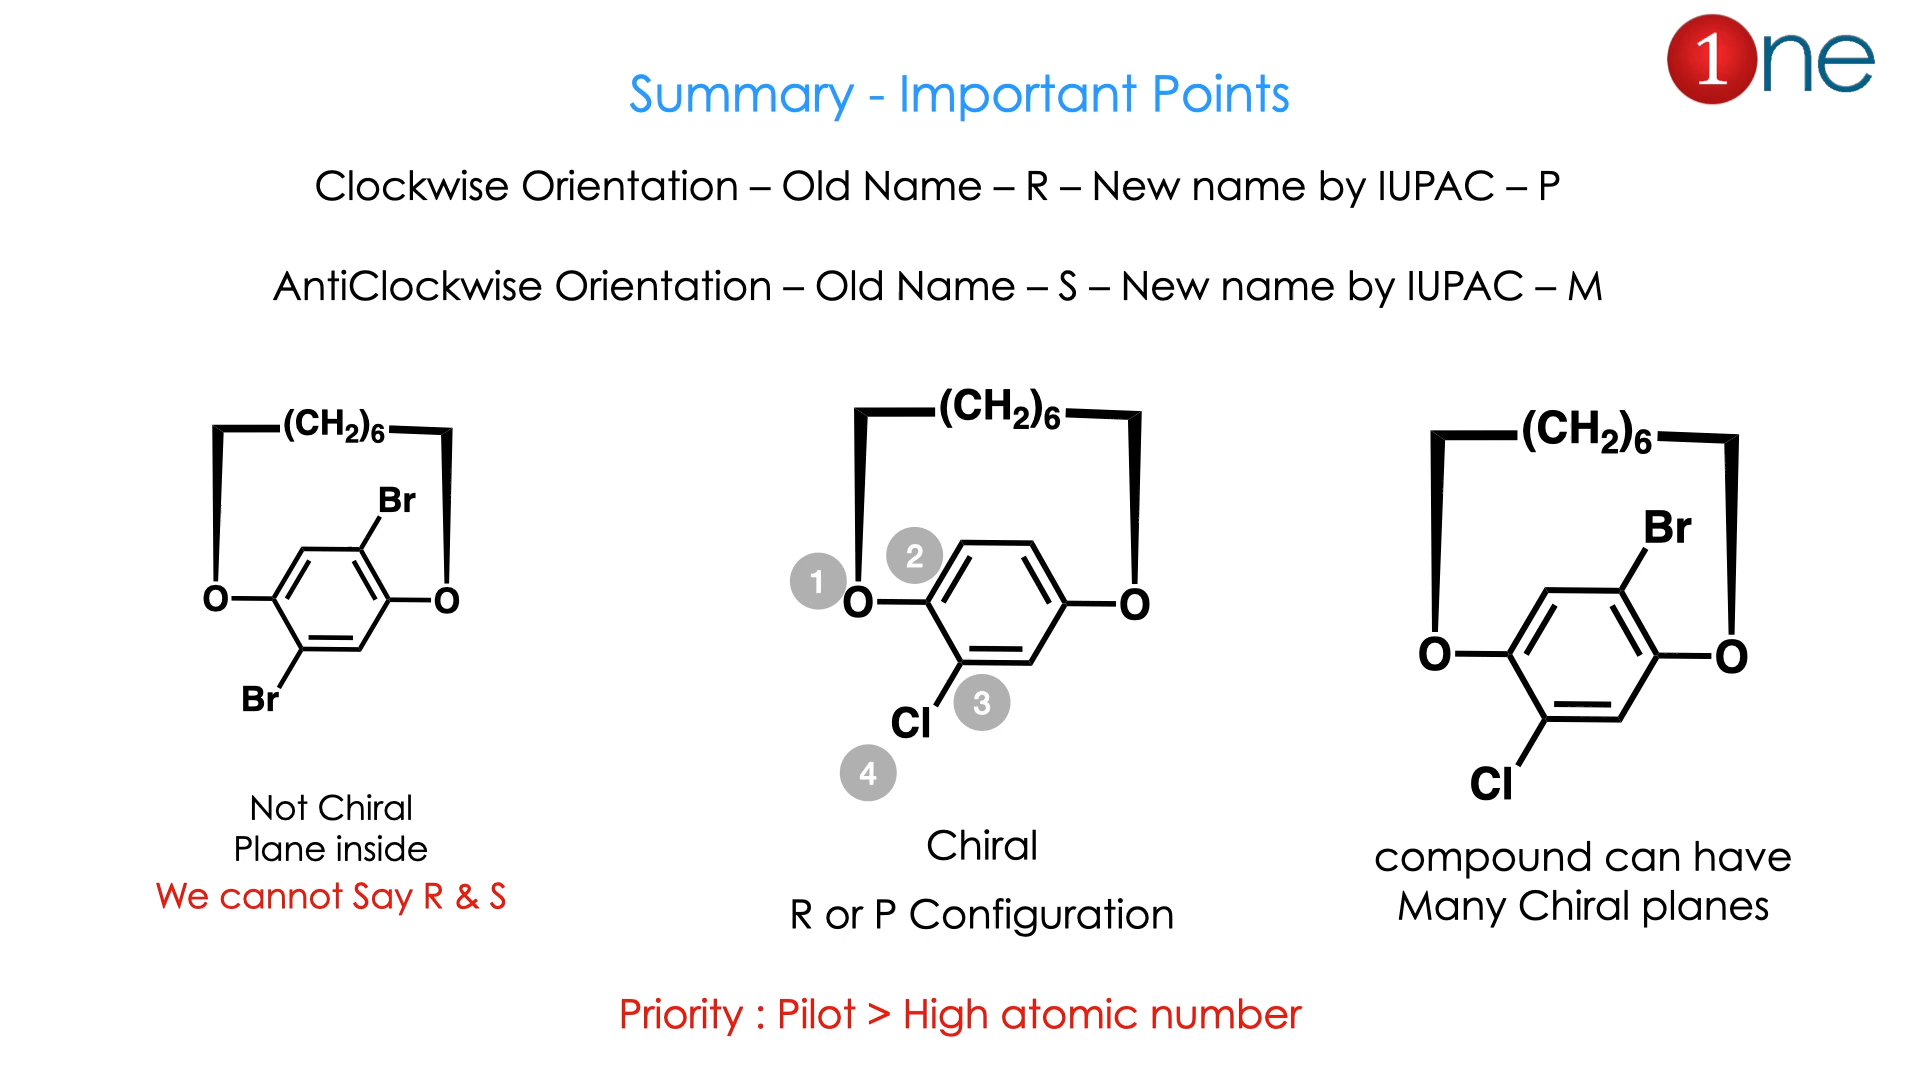 1ne
Summary - Important Points
Clockwise Orientation – Old Name – R – New name by IUPAC – P
AntiClockwise Orientation – Old Name – S – New name by IUPAC – M
(CH2)6
Br
O
O
Br
Not Chiral
Plane inside
We cannot Say R & S
(CH2)6
2
1
O
O
3
Cl
4
Chiral
R or P Configuration
(CH2)6
Br
O
O
Cl
compound can have
Many Chiral planes
Priority : Pilot > High atomic number